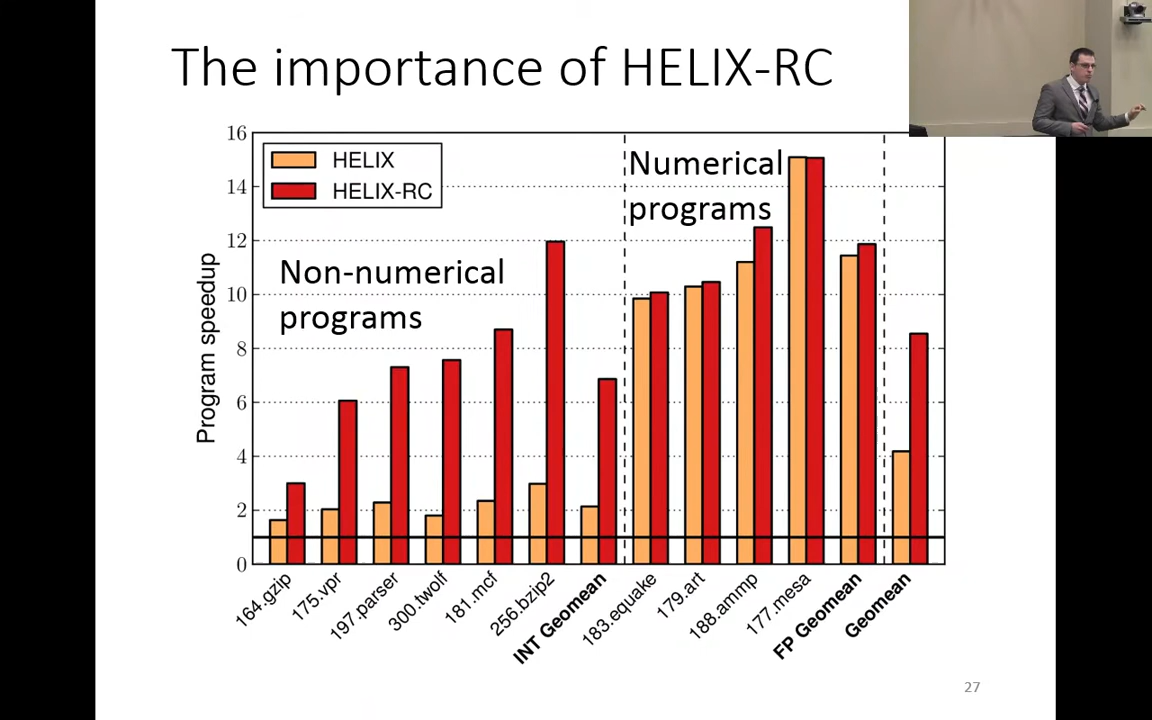 The importance of HELIX-RC
HELIX
HELIX-RC
Non-numerical
programs
Numerical
programs
Program speedup
16
14
12
10
8
6
4
2
0
164.gzip
175.vpr
197.parser
300.twolf
181.mcf
256.bzip2
INT Geomean
183.equake
179.art
188.ammp
177.mesa
FP Geomean
Geomean
27